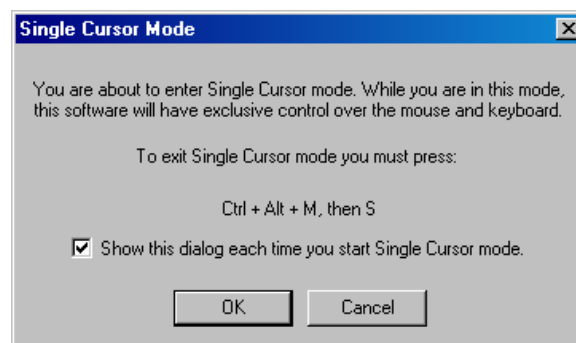 Single Cursor Mode
You are about to enter Single Cursor mode. While you are in this mode,
this software will have exclusive control over the mouse and keyboard.
To exit Single Cursor mode you must press:
Ctrl + Alt + M, then S
Show this dialog each time you start Single Cursor mode.
OK Cancel